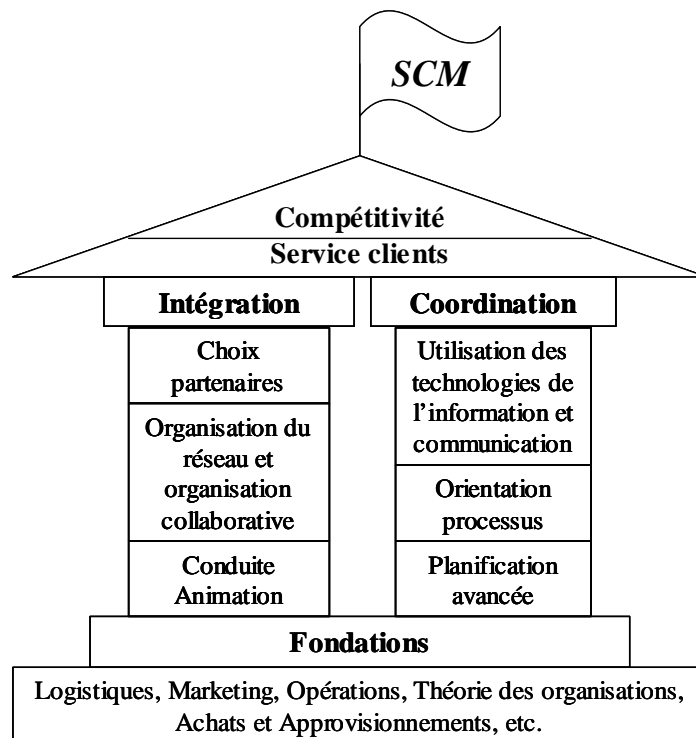 SCM
Compétitivité
Service clients
Intégration
Choix
partenaires
Organisation du
réseau et
organisation
collaborative
Conduite
Animation
Coordination
Utilisation des
technologies de
l'information et
communication
Orientation
processus
Planification
avancée
Fondations
Logistiques, Marketing, Opérations, Théorie des organisations,
Achats et Approvisionnements, etc.